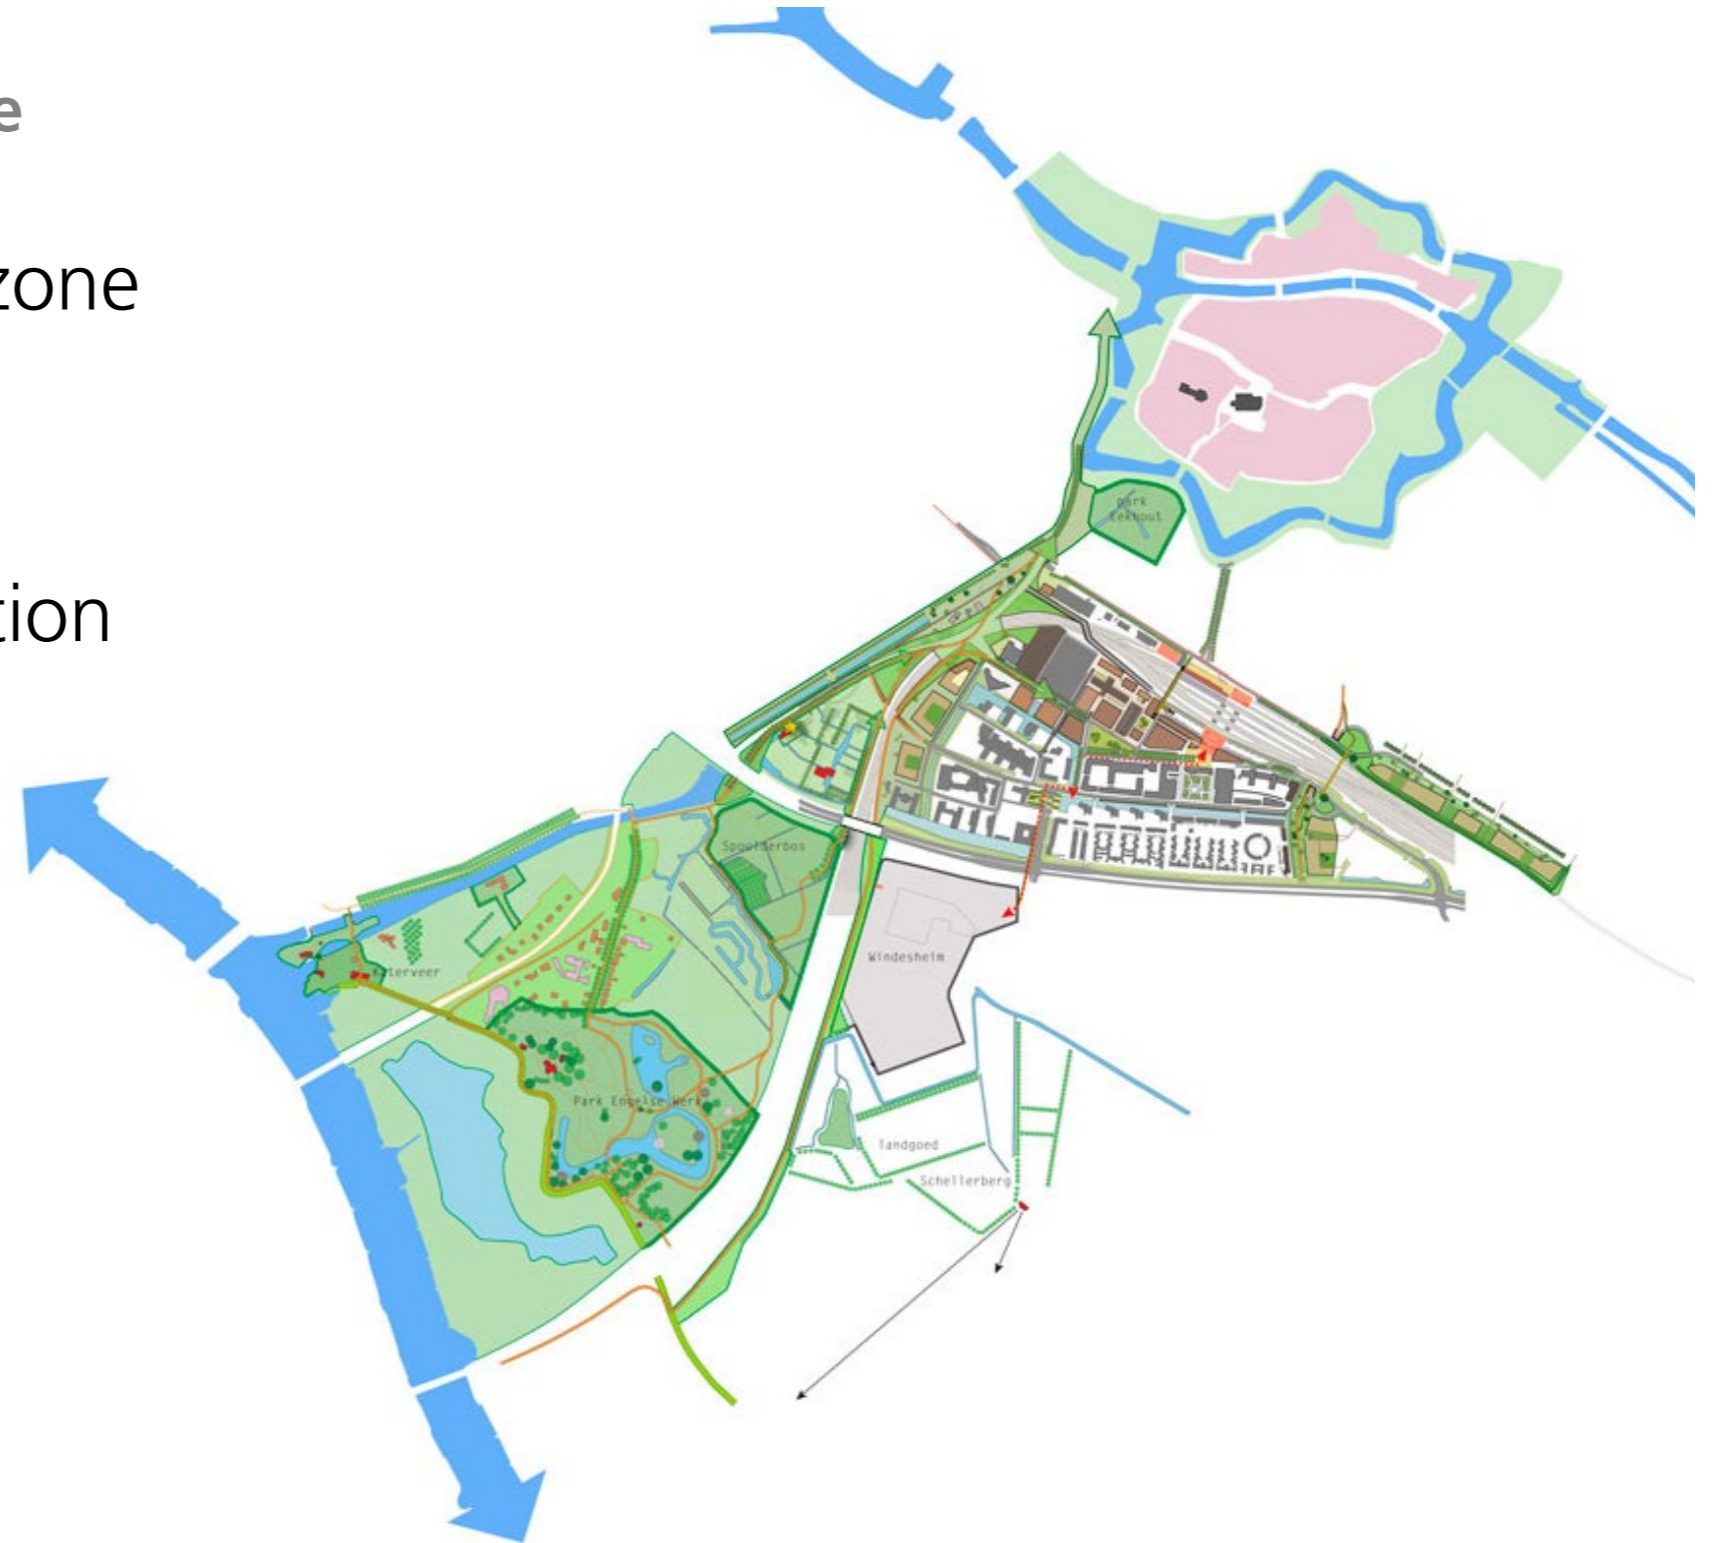 e
zone
tion
park
Eekhout
Spoolderbos
Katerveer
Windesheim
Park Engelse Werk
landgoed
Schellerberg